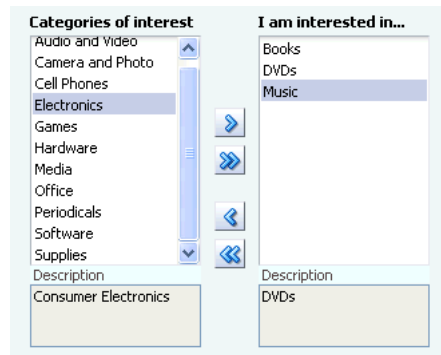 Categories of interest
Audio and Video
Camera and Photo
Cell Phones
Electronics
Games
Hardware
Media
Office
Periodicals
Software
Supplies
Description
Consumer Electronics
I am interested in...
Books
DVDs
Music
Description
DVDs